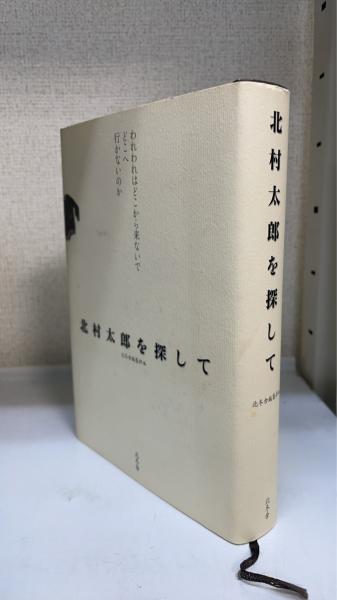 われわれはどこから来ないで
どこへ
行かないのか
北村太郎を探して
北冬舎編集部編
北冬舎
北村太郎を探して
北冬舎編集部編
北冬舎